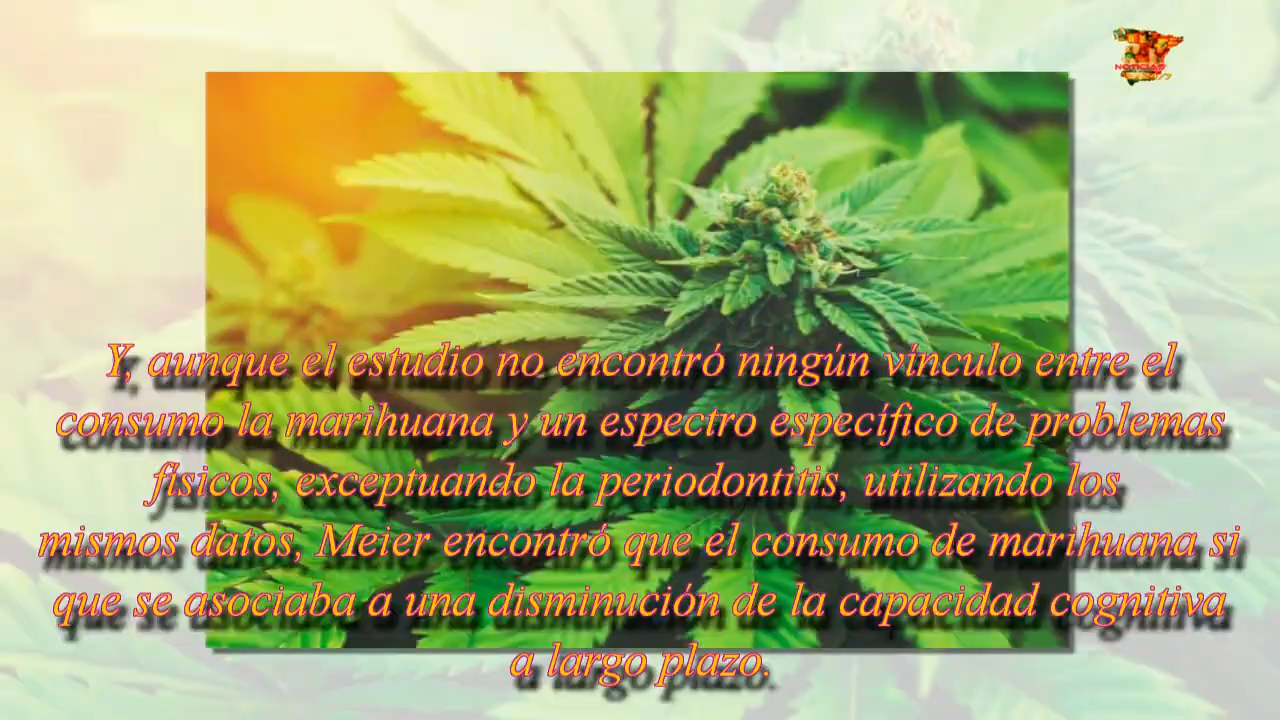 NOTICIAS
Y, aunque el estudio no encontró ningún vínculo entre el
consumo la marihuana y un espectro específico de problemas
físicos, exceptuando la periodontitis, utilizando los
mismos datos, Meier encontró que el consumo de marihuana si
que se asociaba a una disminución de la capacidad cognitiva
a largo plazo.